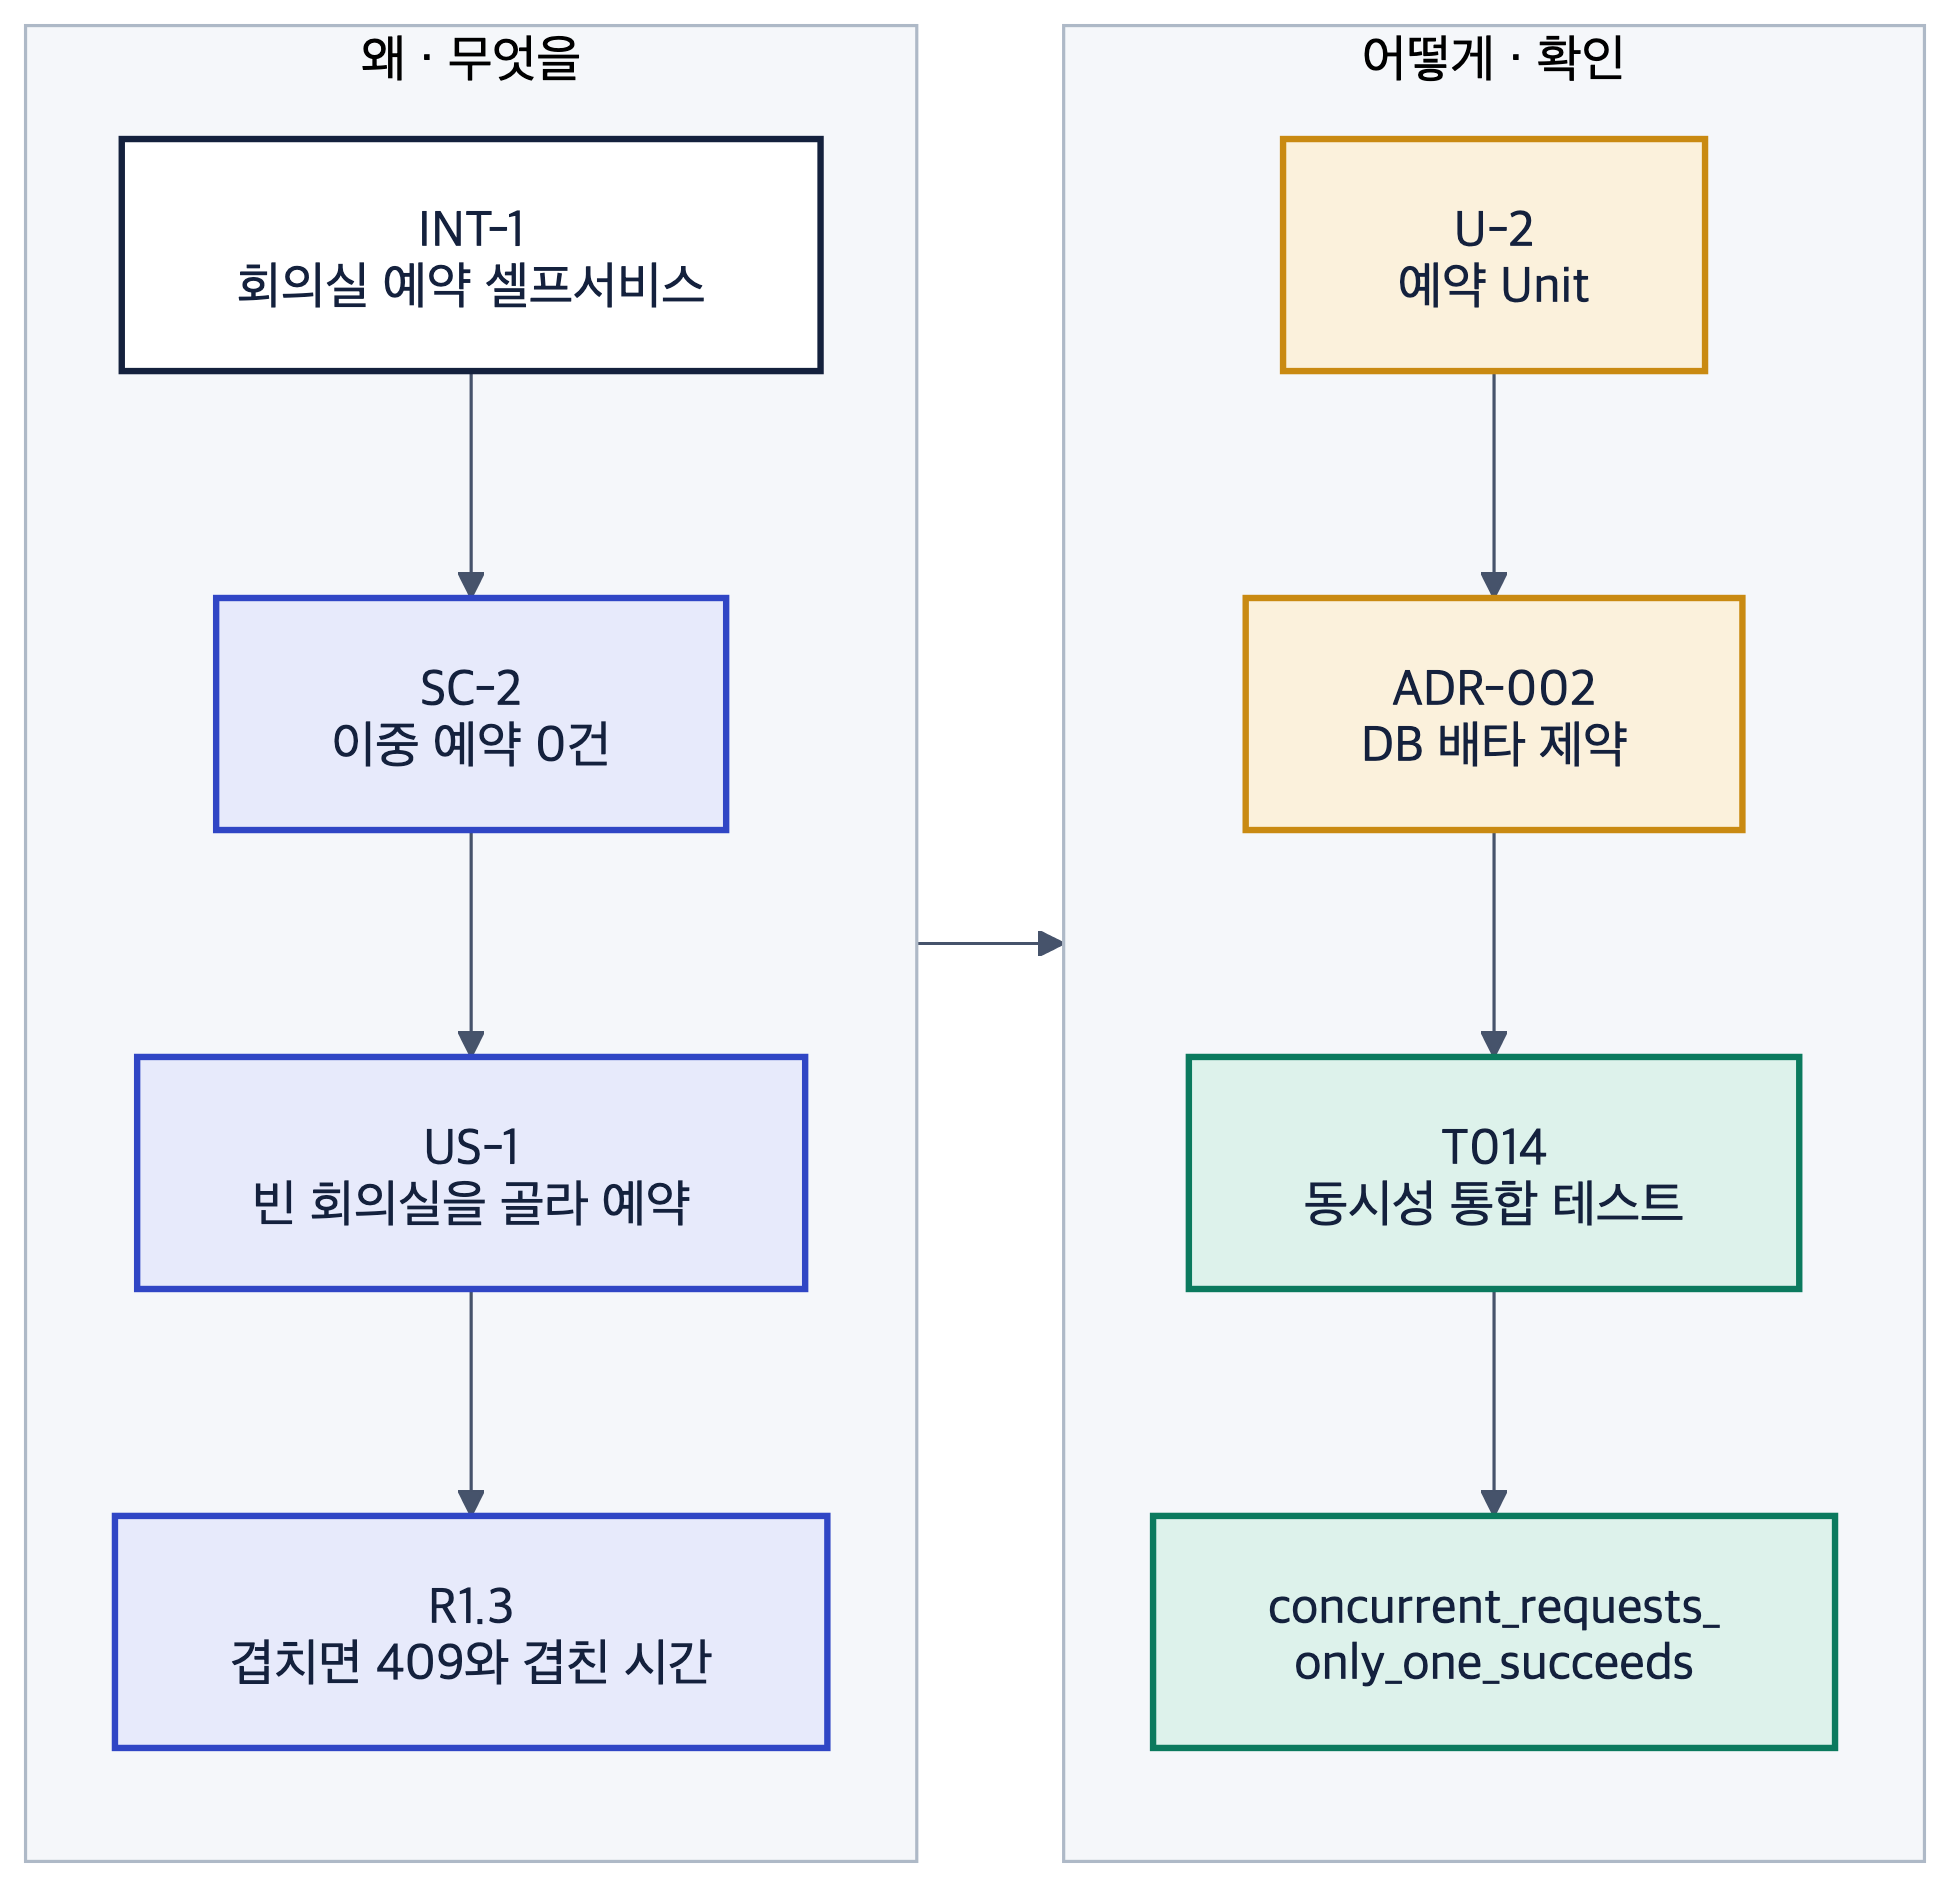 왜 · 무엇을
INT-1
회의실 예약 셀프서비스
SC-2
이중 예약 0건
US-1
빈 회의실을 골라 예약
R1.3
겹치면 409와 겹친 시간
어떻게 · 확인
U-2
예약 Unit
ADR-002
DB 배타 제약
T014
동시성 통합 테스트
concurrent_requests_
only_one_succeeds